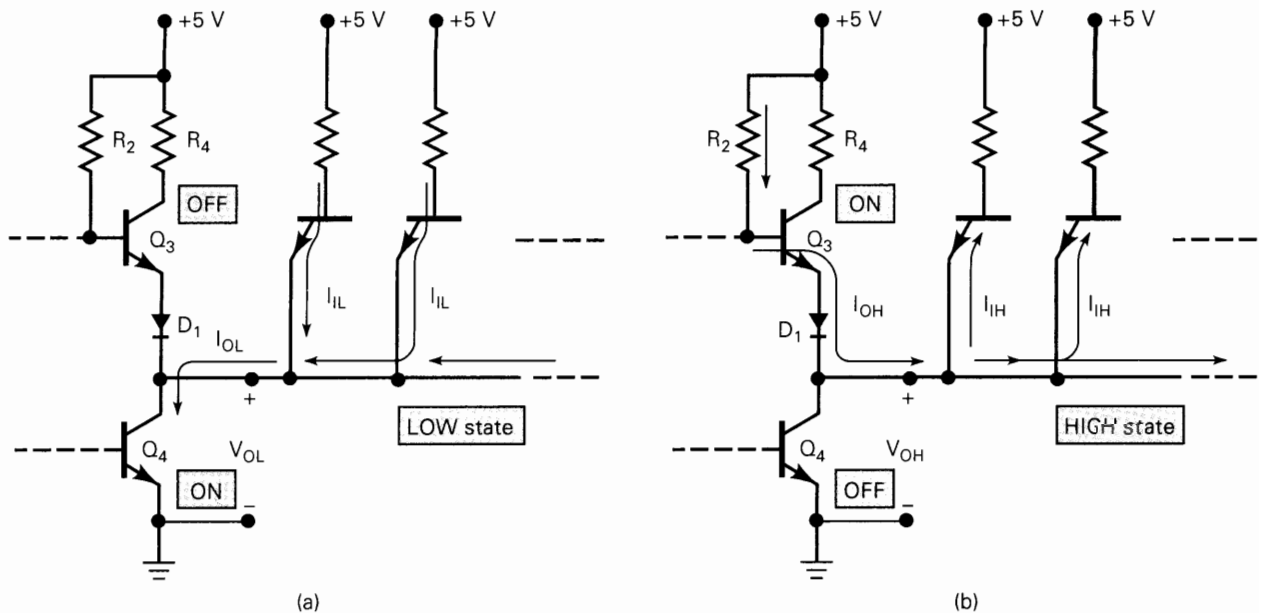 +5 V
+5 V
+5 V
R2
R4
OFF
Q3
D1
IOL
IIL
IIL
+
LOW state
Q4
VOL
ON
−
(a)
+5 V
+5 V
+5 V
R2
R4
ON
Q3
D1
IOH
IIH
IIH
+
HIGH state
Q4
VOH
OFF
−
(b)